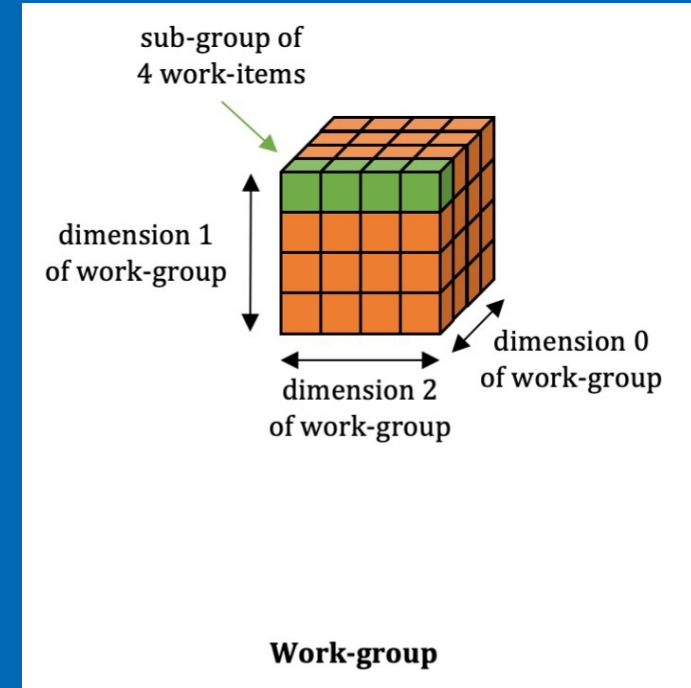 sub-group of
4 work-items
dimension 1
of work-group
dimension 0
of work-group
dimension 2
of work-group
Work-group